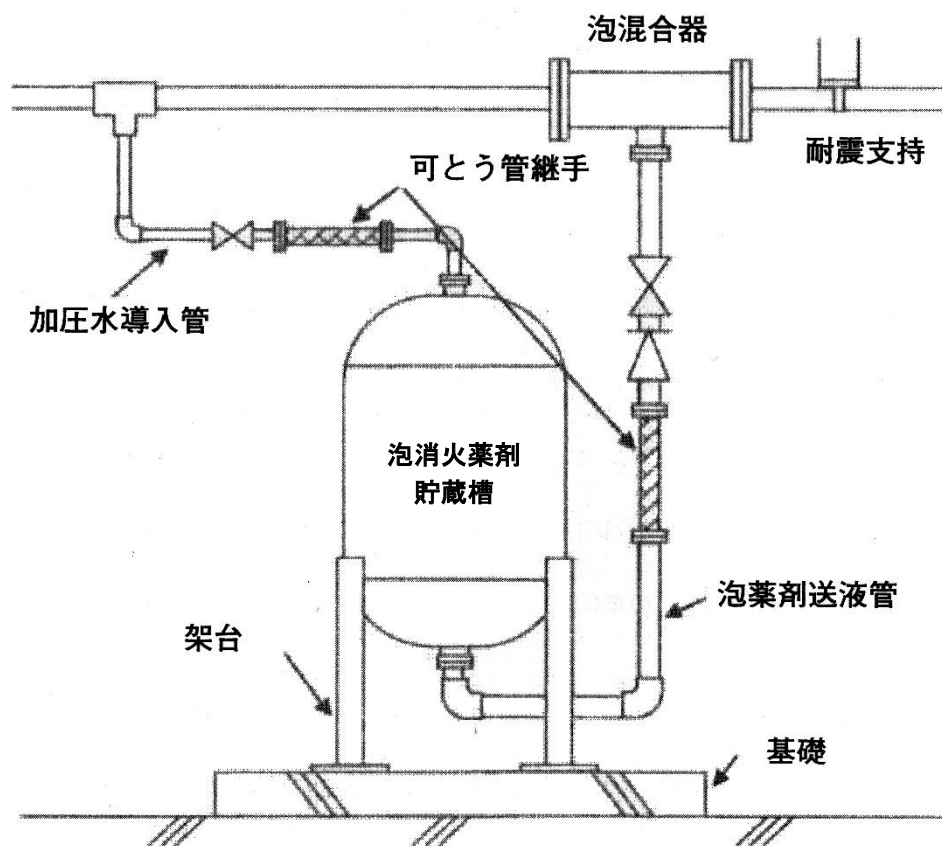 泡混合器
耐震支持
可とう管継手
加圧水導入管
泡消火薬剤
貯蔵槽
泡薬剤送液管
架台
基礎